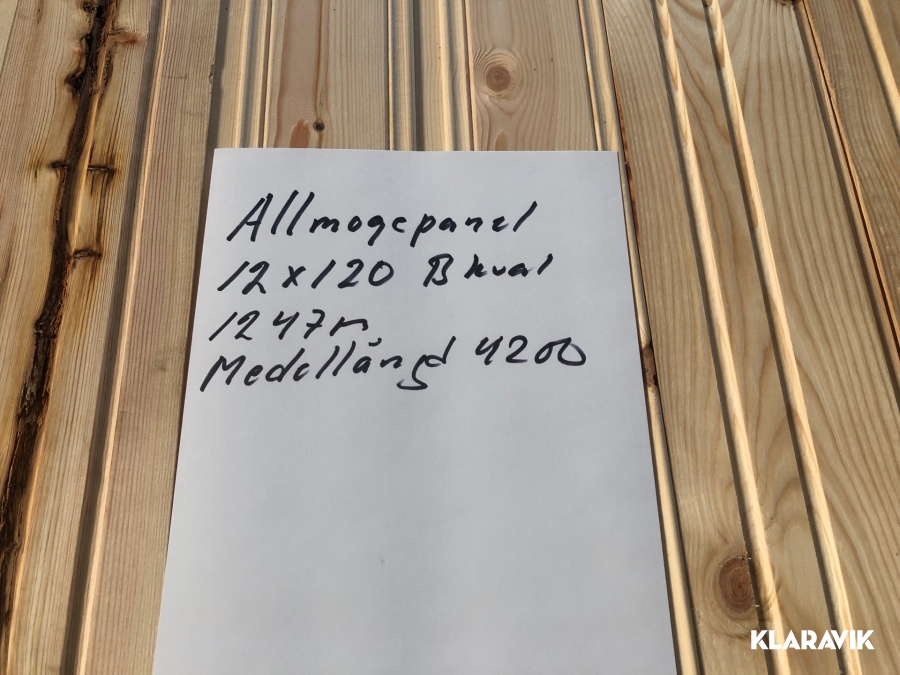 Allmogepanel
12x120 B kval
1247m
Medellängd 4200
KLARAVIK